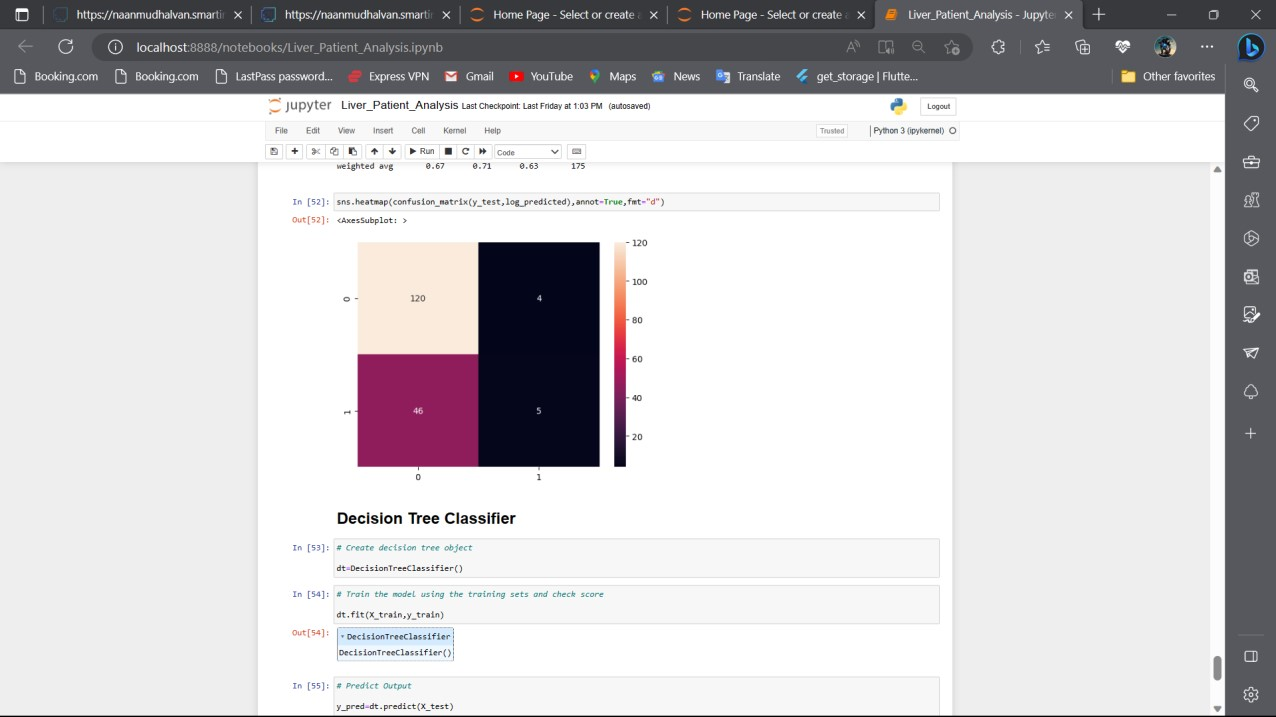 https://naanmudhalvan.smartin
https://naanmudhalvan.smartin
Home Page - Select or create a
Home Page - Select or create a
Liver_Patient_Analysis - Jupyte
localhost:8888/notebooks/Liver_Patient_Analysis.ipynb
Booking.com Booking.com LastPass password... Express VPN Gmail YouTube Maps News Translate get_storage | Flutte... Other favorites
jupyter Liver_Patient_Analysis Last Checkpoint: Last Friday at 1:03 PM (autosaved) Logout
File Edit View Insert Cell Kernel Help Trusted Python 3 (ipykernel)
Run Code
weighted avg 0.67 0.71 0.63 175
In [52]: sns.heatmap(confusion_matrix(y_test,log_predicted),annot=True,fmt="d")
Out[52]: <AxesSubplot: >
120
100
80
60
40
20
0
1
120 4
46 5
0 1
Decision Tree Classifier
In [53]: # Create decision tree object
dt=DecisionTreeClassifier()
In [54]: # Train the model using the training sets and check score
dt.fit(X_train,y_train)
Out[54]: DecisionTreeClassifier
DecisionTreeClassifier()
In [55]: # Predict Output
y_pred=dt.predict(X_test)